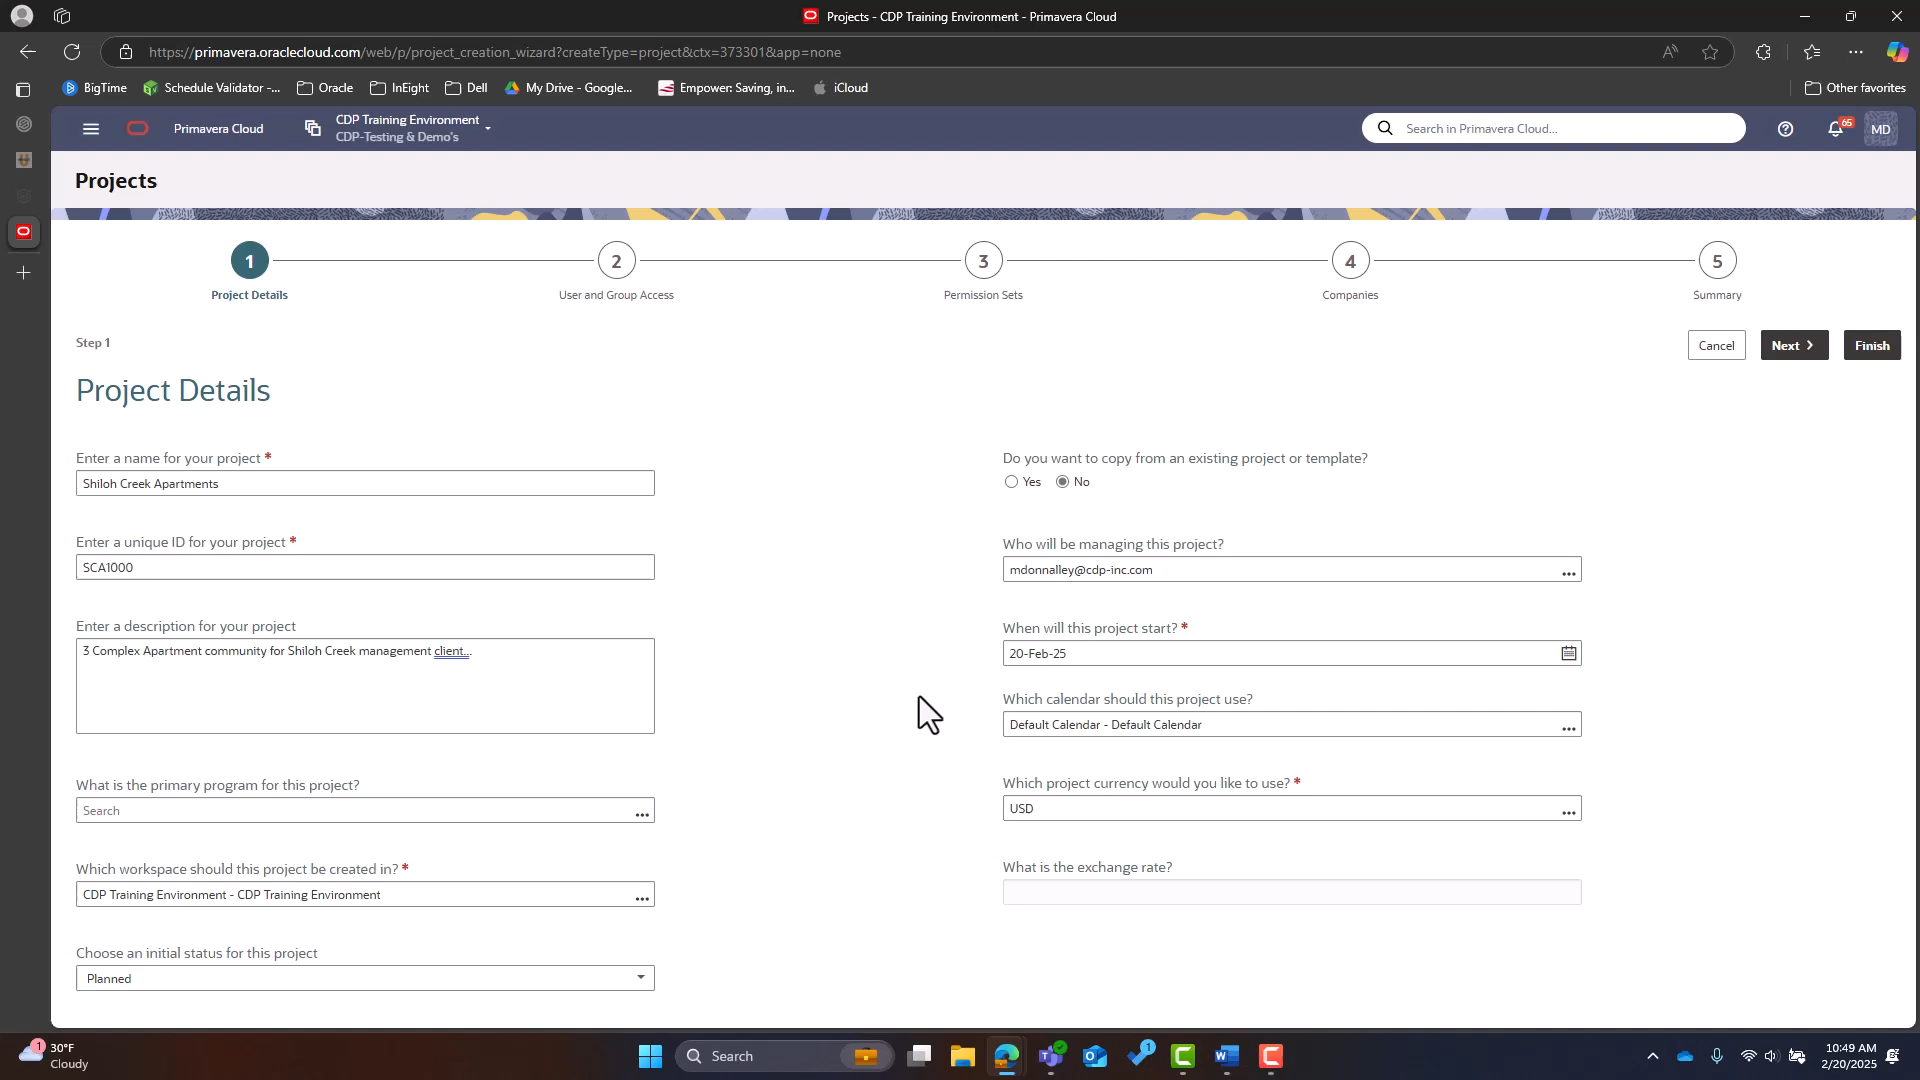 Projects - CDP Training Environment - Primavera Cloud
https://primavera.oraclecloud.com/web/p/project_creation_wizard?createType=project&ctx=373301&app=none
BigTime
Schedule Validator -...
Oracle
InEight
Dell
My Drive - Google...
Empower: Saving, in...
iCloud
Other favorites
Primavera Cloud
CDP Training Environment
CDP-Testing & Demo's
Search in Primavera Cloud...
65
MD
Projects
1
2
3
4
5
Project Details
User and Group Access
Permission Sets
Companies
Summary
Step 1
Cancel
Next
Finish
Project Details
Enter a name for your project *
Shiloh Creek Apartments
Enter a unique ID for your project *
SCA1000
Enter a description for your project
3 Complex Apartment community for Shiloh Creek management client...
What is the primary program for this project?
Search
...
Which workspace should this project be created in? *
CDP Training Environment - CDP Training Environment
...
Choose an initial status for this project
Planned
Do you want to copy from an existing project or template?
Yes
No
Who will be managing this project?
mdonnalley@cdp-inc.com
...
When will this project start? *
20-Feb-25
Which calendar should this project use?
Default Calendar - Default Calendar
...
Which project currency would you like to use? *
USD
...
What is the exchange rate?
1
30°F
Cloudy
Search
1
10:49 AM
2/20/2025